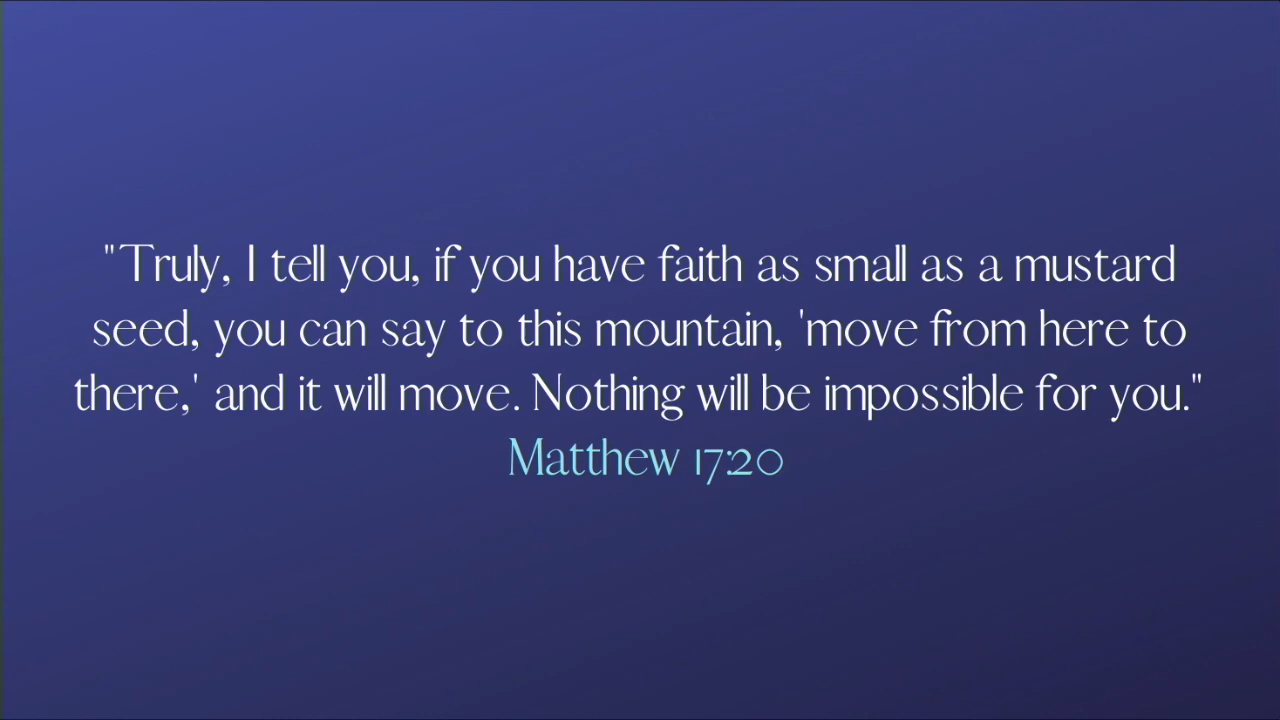 "Truly, I tell you, if you have faith as small as a mustard
seed, you can say to this mountain, 'move from here to
there,' and it will move. Nothing will be impossible for you."
Matthew 17:20